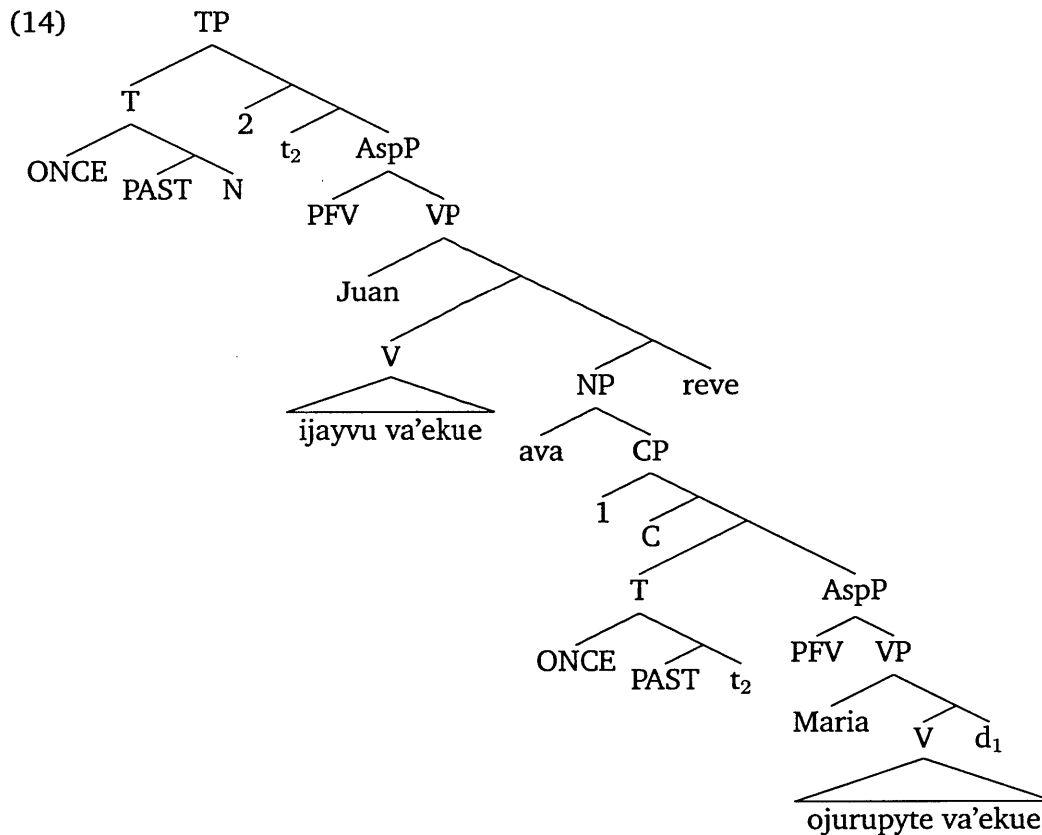 (14) TP
T 2 t₂ AspP
ONCE PAST N PFV VP
Juan
V NP reve
ijayvu va'ekue ava CP
1 C
T AspP
ONCE PAST t₂ PFV VP
Maria V d₁
ojurupyte va'ekue